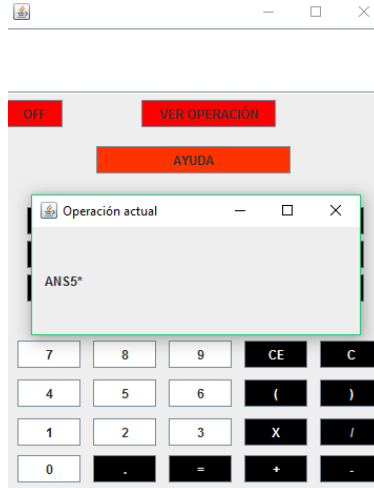 OFF VER OPERACIÓN
AYUDA
Operación actual
ANS5*
7 8 9 CE C
4 5 6 ( )
1 2 3 X /
0 . = + -